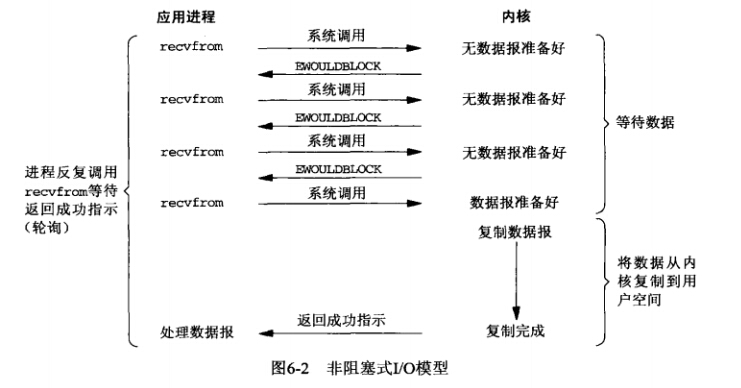 应用进程 内核
recvfrom 系统调用 无数据报准备好
EWOULDBLOCK
recvfrom 系统调用 无数据报准备好
EWOULDBLOCK
等待数据
recvfrom 系统调用 无数据报准备好
EWOULDBLOCK
进程反复调用
recvfrom等待
返回成功指示
(轮询)
recvfrom 系统调用 数据报准备好
复制数据报
将数据从内
核复制到用
户空间
处理数据报 返回成功指示 复制完成
图6-2 非阻塞式I/O模型